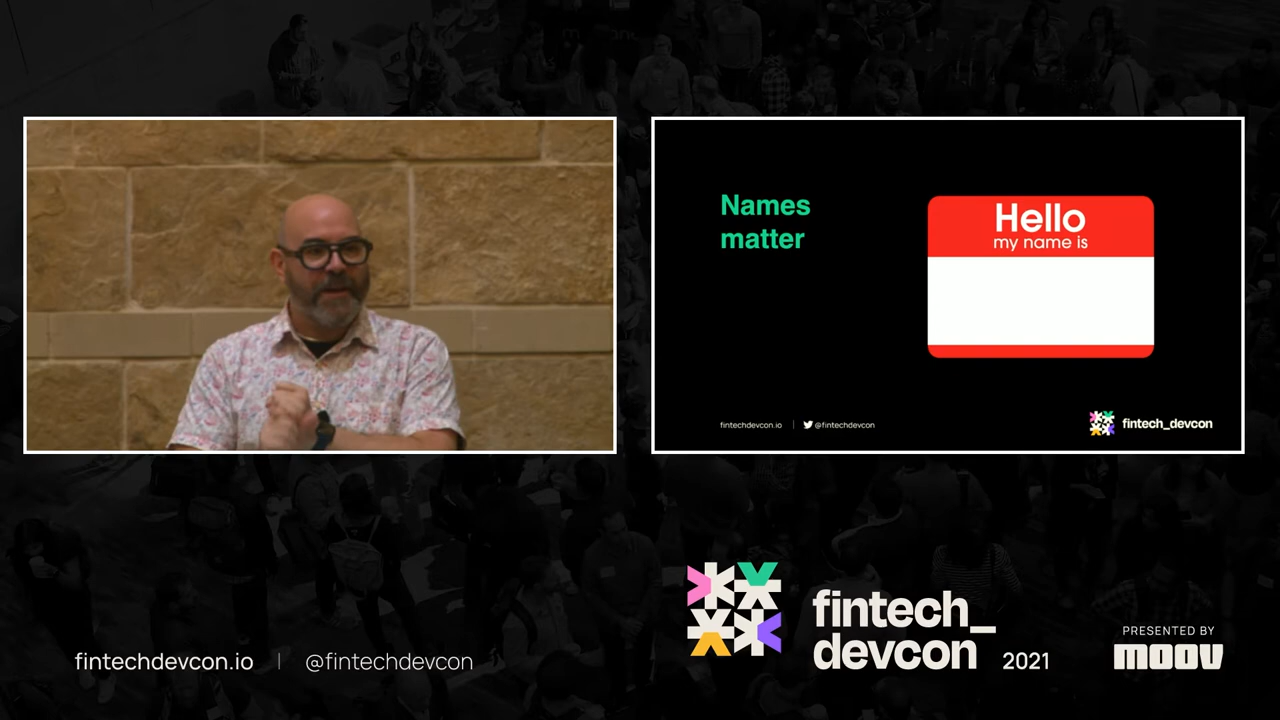 Names
matter
Hello
my name is
fintechdevcon.io | @fintechdevcon
fintech_devcon
fintechdevcon.io | @fintechdevcon
fintech_
devcon 2021
PRESENTED BY
moov